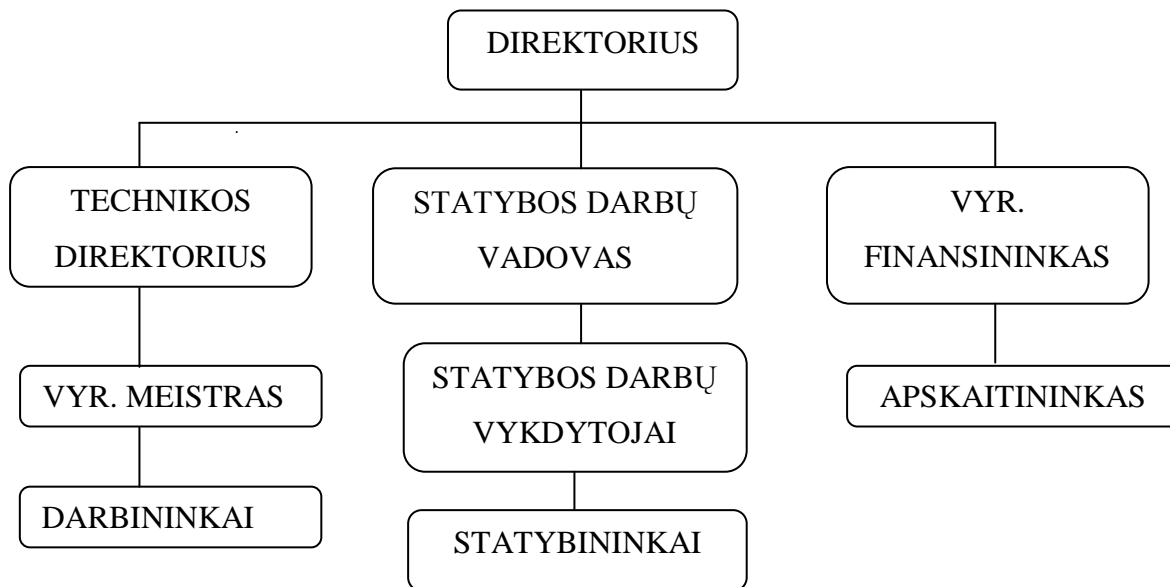 DIREKTORIUS
TECHNIKOS
DIREKTORIUS
STATYBOS DARBŲ
VADOVAS
VYR.
FINANSININKAS
VYR. MEISTRAS
STATYBOS DARBŲ
VYKDYTOJAI
APSKAITININKAS
DARBININKAI
STATYBININKAI